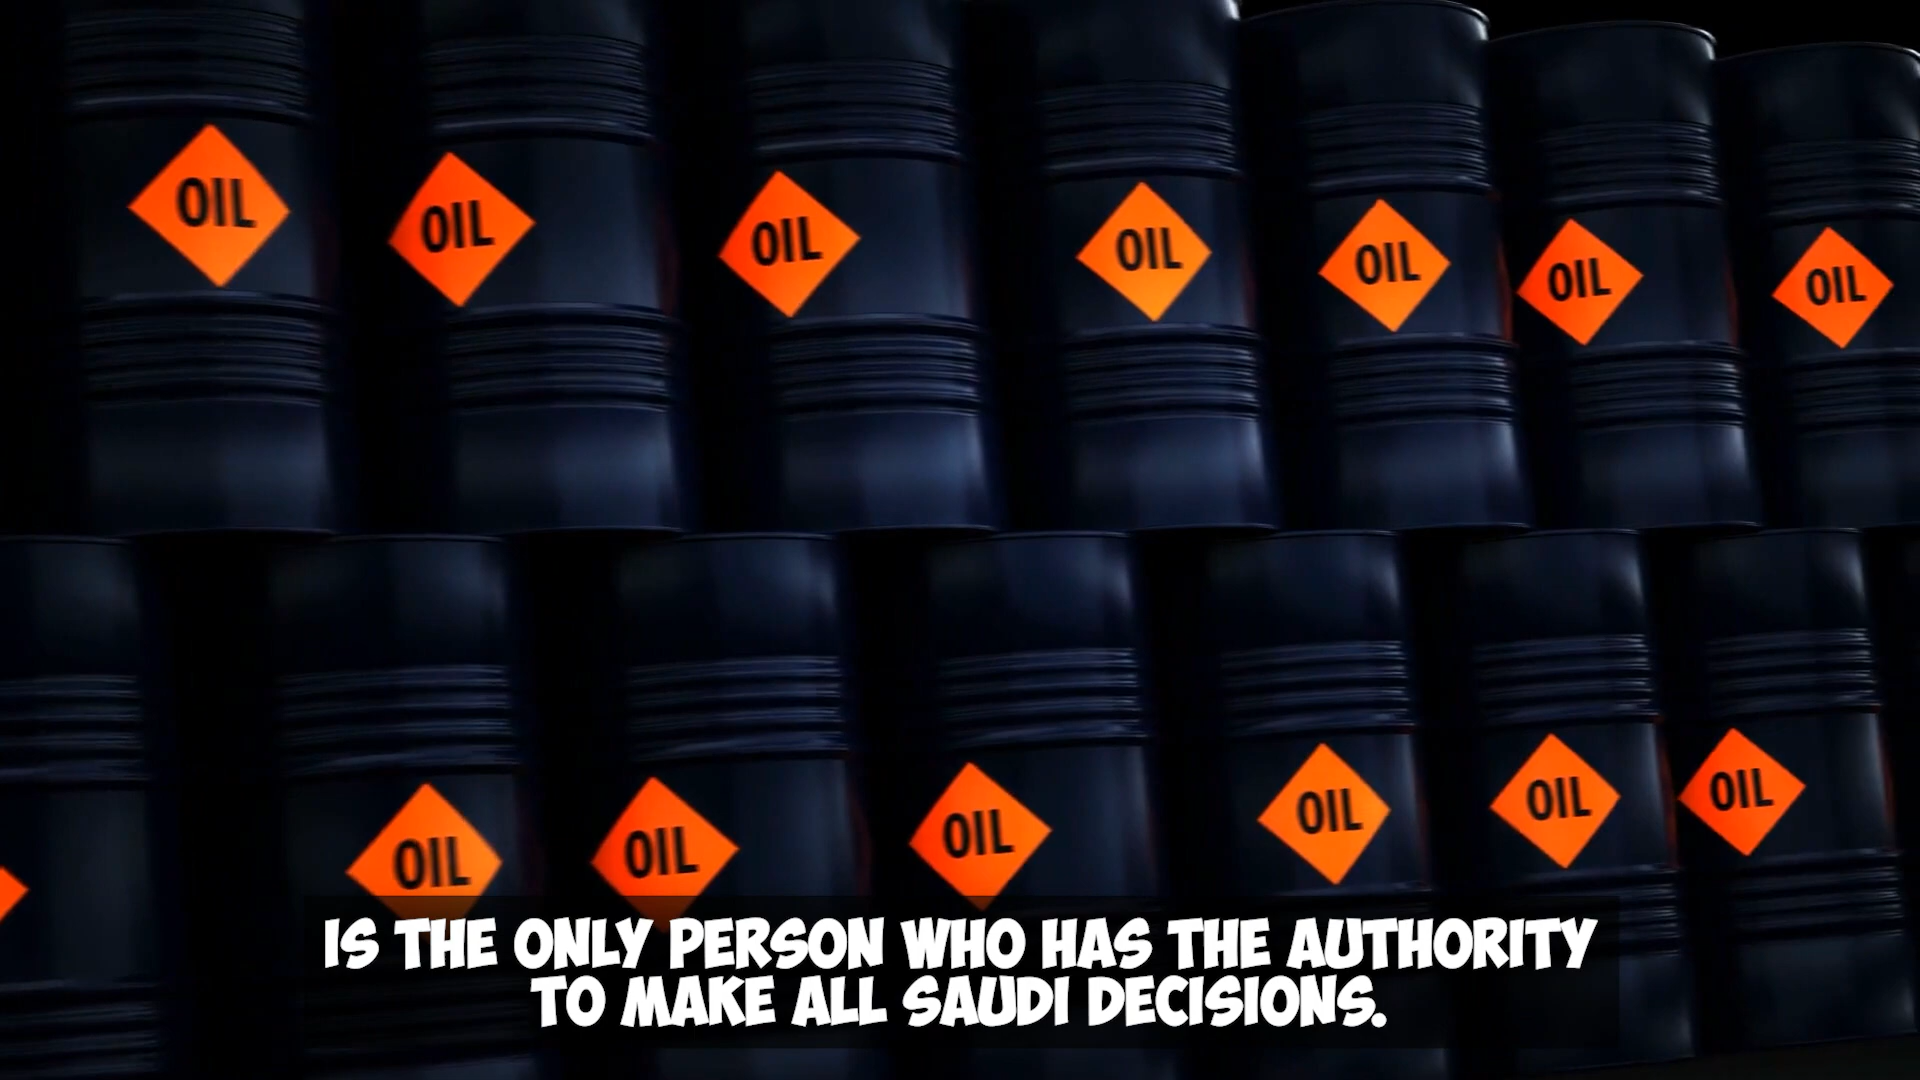 OIL OIL OIL OIL OIL OIL OIL
OIL OIL OIL OIL OIL OIL
IS THE ONLY PERSON WHO HAS THE AUTHORITY
TO MAKE ALL SAUDI DECISIONS.